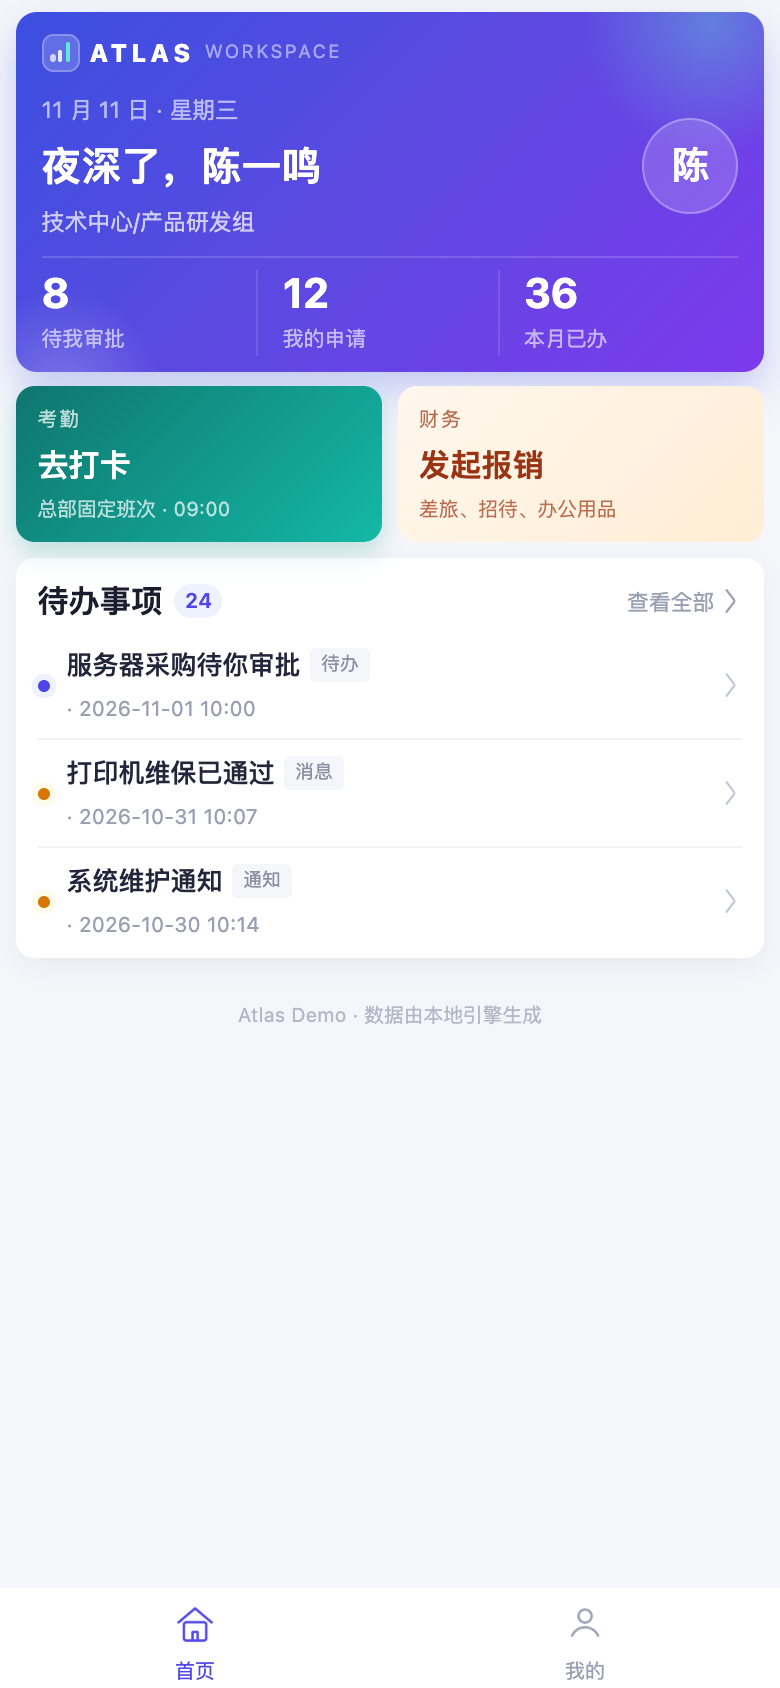 ATLAS WORKSPACE
11 月 11 日 · 星期三
夜深了，陈一鸣
陈
技术中心/产品研发组
8
待我审批
12
我的申请
36
本月已办
考勤
去打卡
总部固定班次 · 09:00
财务
发起报销
差旅、招待、办公用品
待办事项 24
查看全部
服务器采购待你审批 待办
· 2026-11-01 10:00
打印机维保已通过 消息
· 2026-10-31 10:07
系统维护通知 通知
· 2026-10-30 10:14
Atlas Demo · 数据由本地引擎生成
首页
我的